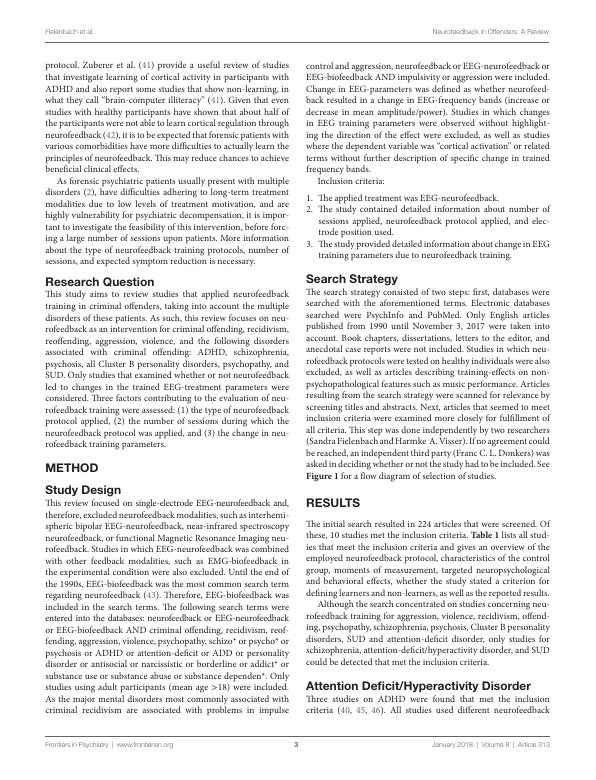 Fielenbach et al.
Neurofeedback in Offenders: A Review
protocol. Zuberer et al. (41) provide a useful review of studies
that investigate learning of cortical activity in participants with
ADHD and also report some studies that show non-learning, in
what they call “brain-computer illiteracy” (41). Given that even
studies with healthy participants have shown that about half of
the participants were not able to learn cortical regulation through
neurofeedback (42), it is to be expected that forensic patients with
various comorbidities have more difficulties to actually learn the
principles of neurofeedback. This may reduce chances to achieve
beneficial clinical effects.
As forensic psychiatric patients usually present with multiple
disorders (2), have difficulties adhering to long-term treatment
modalities due to low levels of treatment motivation, and are
highly vulnerability for psychiatric decompensation, it is impor-
tant to investigate the feasibility of this intervention, before forc-
ing a large number of sessions upon patients. More information
about the type of neurofeedback training protocols, number of
sessions, and expected symptom reduction is necessary.
Research Question
This study aims to review studies that applied neurofeedback
training in criminal offenders, taking into account the multiple
disorders of these patients. As such, this review focuses on neu-
rofeedback as an intervention for criminal offending, recidivism,
reoffending, aggression, violence, and the following disorders
associated with criminal offending: ADHD, schizophrenia,
psychosis, all Cluster B personality disorders, psychopathy, and
SUD. Only studies that examined whether or not neurofeedback
led to changes in the trained EEG-treatment parameters were
considered. Three factors contributing to the evaluation of neu-
rofeedback training were assessed: (1) the type of neurofeedback
protocol applied, (2) the number of sessions during which the
neurofeedback protocol was applied, and (3) the change in neu-
rofeedback training parameters.
METHOD
Study Design
This review focused on single-electrode EEG-neurofeedback and,
therefore, excluded neurofeedback modalities, such as interhemi-
spheric bipolar EEG-neurofeedback, near-infrared spectroscopy
neurofeedback, or functional Magnetic Resonance Imaging neu-
rofeedback. Studies in which EEG-neurofeedback was combined
with other feedback modalities, such as EMG-biofeedback in
the experimental condition were also excluded. Until the end of
the 1990s, EEG-biofeedback was the most common search term
regarding neurofeedback (43). Therefore, EEG-biofeedback was
included in the search terms. The following search terms were
entered into the databases: neurofeedback or EEG-neurofeedback
or EEG-biofeedback AND criminal offending, recidivism, reof-
fending, aggression, violence, psychopathy, schizo* or psycho* or
psychosis or ADHD or attention-deficit or ADD or personality
disorder or antisocial or narcissistic or borderline or addict* or
substance use or substance abuse or substance dependen*. Only
studies using adult participants (mean age >18) were included.
As the major mental disorders most commonly associated with
criminal recidivism are associated with problems in impulse
control and aggression, neurofeedback or EEG-neurofeedback or
EEG-biofeedback AND impulsivity or aggression were included.
Change in EEG-parameters was defined as whether neurofeed-
back resulted in a change in EEG-frequency bands (increase or
decrease in mean amplitude/power). Studies in which changes
in EEG training parameters were observed without highlight-
ing the direction of the effect were excluded, as well as studies
where the dependent variable was “cortical activation” or related
terms without further description of specific change in trained
frequency bands.
Inclusion criteria:
1. The applied treatment was EEG-neurofeedback.
2. The study contained detailed information about number of
sessions applied, neurofeedback protocol applied, and elec-
trode position used.
3. The study provided detailed information about change in EEG
training parameters due to neurofeedback training.
Search Strategy
The search strategy consisted of two steps: first, databases were
searched with the aforementioned terms. Electronic databases
searched were PsychInfo and PubMed. Only English articles
published from 1990 until November 3, 2017 were taken into
account. Book chapters, dissertations, letters to the editor, and
anecdotal case reports were not included. Studies in which neu-
rofeedback protocols were tested on healthy individuals were also
excluded, as well as articles describing training-effects on non-
psychopathological features such as music performance. Articles
resulting from the search strategy were scanned for relevance by
screening titles and abstracts. Next, articles that seemed to meet
inclusion criteria were examined more closely for fulfillment of
all criteria. This step was done independently by two researchers
(Sandra Fielenbach and Harmke A. Visser). If no agreement could
be reached, an independent third party (Franc C. L. Donkers) was
asked in deciding whether or not the study had to be included. See
Figure 1 for a flow diagram of selection of studies.
RESULTS
The initial search resulted in 224 articles that were screened. Of
these, 10 studies met the inclusion criteria. Table 1 lists all stud-
ies that meet the inclusion criteria and gives an overview of the
employed neurofeedback protocol, characteristics of the control
group, moments of measurement, targeted neuropsychological
and behavioral effects, whether the study stated a criterion for
defining learners and non-learners, as well as the reported results.
Although the search concentrated on studies concerning neu-
rofeedback training for aggression, violence, recidivism, offend-
ing, psychopathy, schizophrenia, psychosis, Cluster B personality
disorders, SUD and attention-deficit disorder, only studies for
schizophrenia, attention-deficit/hyperactivity disorder, and SUD
could be detected that met the inclusion criteria.
Attention Deficit/Hyperactivity Disorder
Three studies on ADHD were found that met the inclusion
criteria (40, 45, 46). All studies used different neurofeedback
Frontiers in Psychiatry | www.frontiersin.org
3
January 2018 | Volume 8 | Article 313